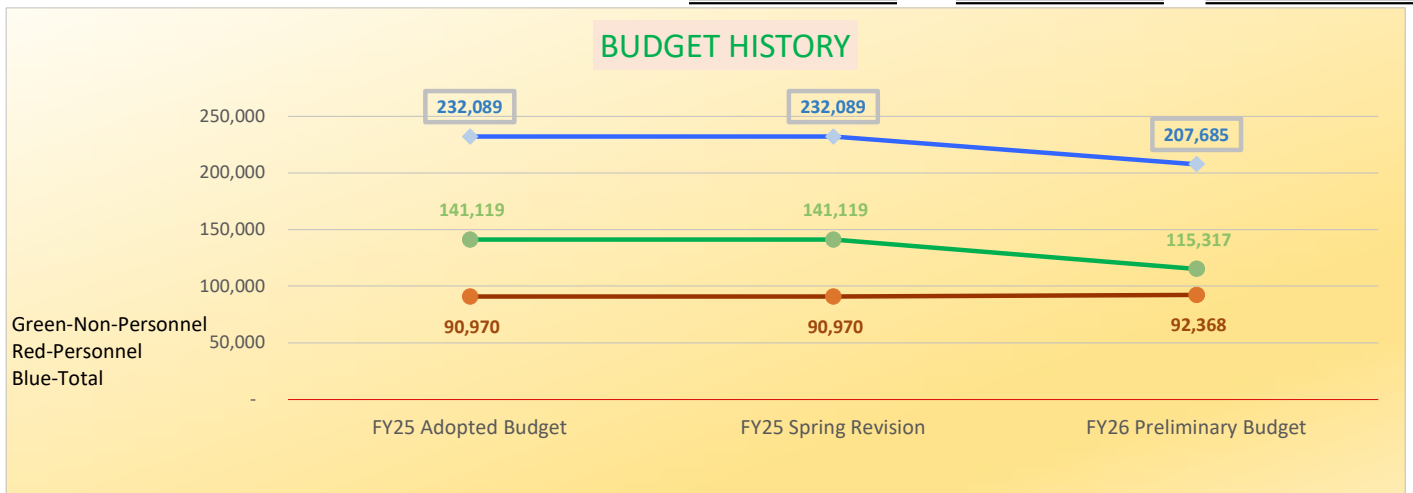 BUDGET HISTORY
232,089
232,089
207,685
250,000
200,000
150,000
100,000
50,000
-
141,119
141,119
115,317
90,970
90,970
92,368
Green-Non-Personnel
Red-Personnel
Blue-Total
FY25 Adopted Budget
FY25 Spring Revision
FY26 Preliminary Budget